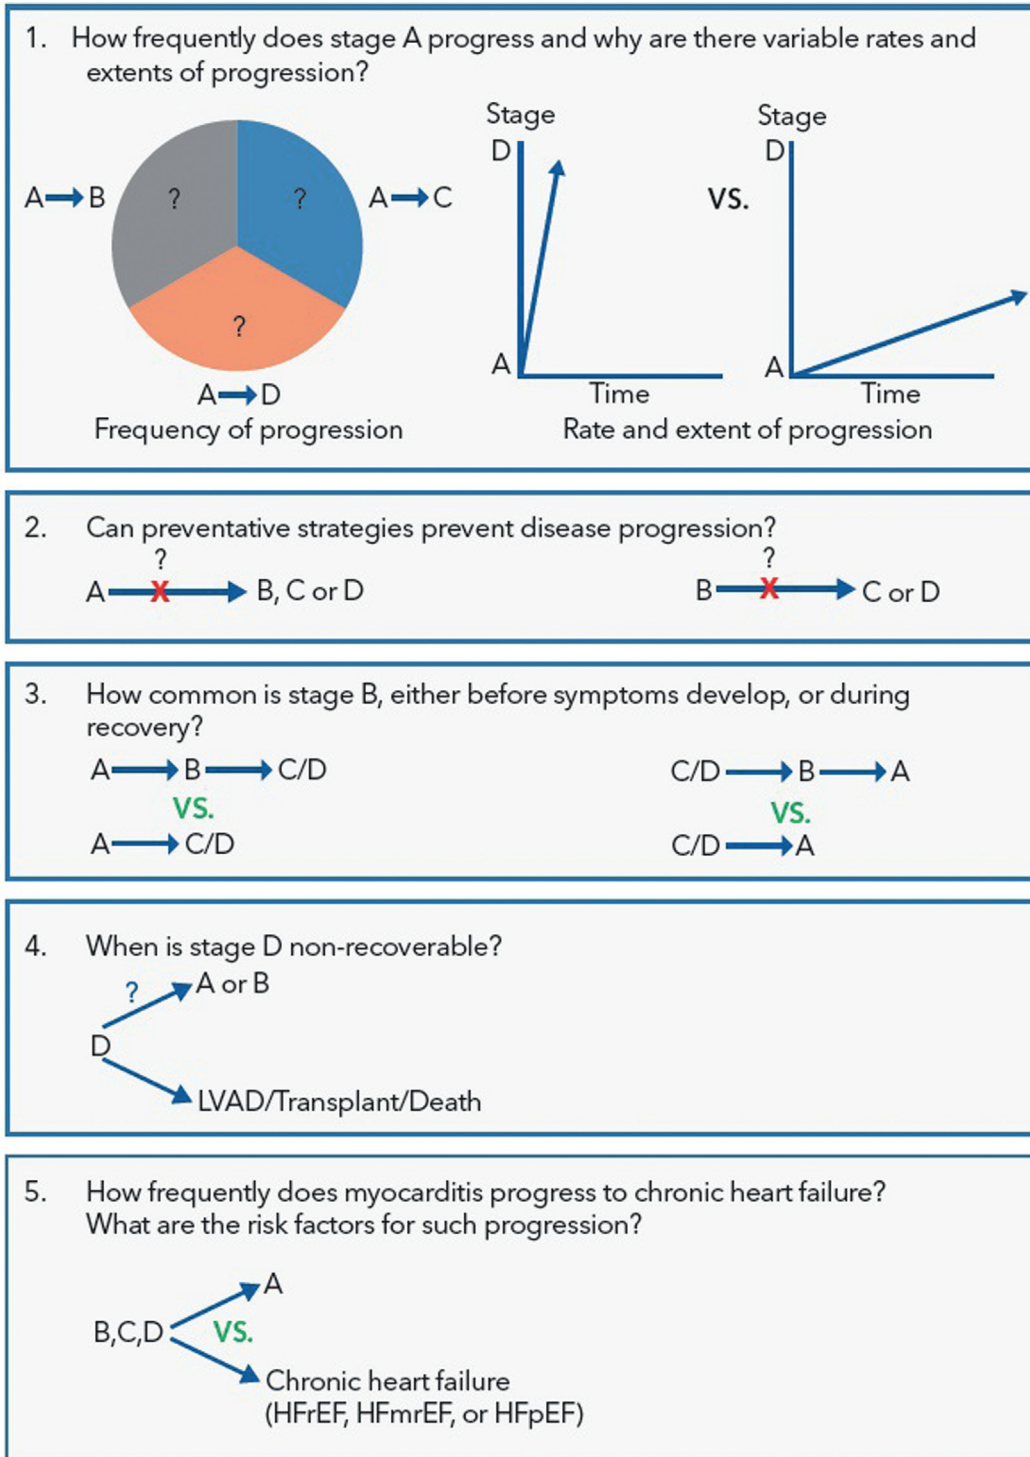 1. How frequently does stage A progress and why are there variable rates and
extents of progression?
Stage
Stage
D
D
A B
?
?
A C
VS.
?
A
A
A D
Time
Time
Frequency of progression
Rate and extent of progression
2. Can preventative strategies prevent disease progression?
?
?
A X B, C or D
B X C or D
3. How common is stage B, either before symptoms develop, or during
recovery?
A B C/D
C/D B A
VS.
VS.
A C/D
C/D A
4. When is stage D non-recoverable?
? A or B
D
LVAD/Transplant/Death
5. How frequently does myocarditis progress to chronic heart failure?
What are the risk factors for such progression?
A
B,C,D VS.
Chronic heart failure
(HFrEF, HFmrEF, or HFpEF)